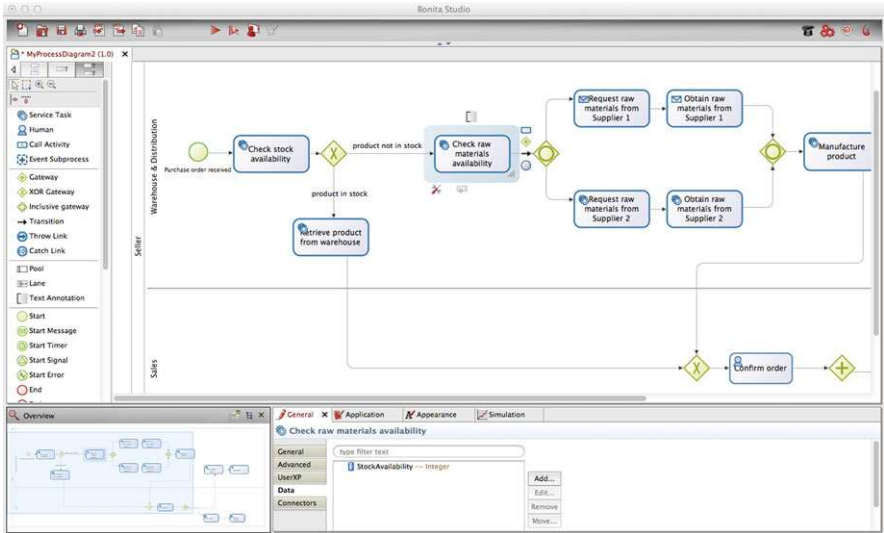 Bonita Studio
* MyProcessDiagram2 (1.0)
Service Task
Human
Call Activity
Event Subprocess
Gateway
XOR Gateway
Inclusive gateway
Transition
Throw Link
Catch Link
Pool
Lane
Text Annotation
Start
Start Message
Start Timer
Start Signal
Start Error
End
Seller
Warehouse & Distribution
Sales
Purchase order received
Check stock
availability
product not in stock
product in stock
Retrieve product
from warehouse
Check raw
materials
availability
Request raw
materials from
Supplier 1
Obtain raw
materials from
Supplier 1
Request raw
materials from
Supplier 2
Obtain raw
materials from
Supplier 2
Manufacture
product
Confirm order
Overview
General
Application
Appearance
Simulation
Check raw materials availability
General
Advanced
UserXP
Data
Connectors
type filter text
StockAvailability -- Integer
Add...
Edit...
Remove
Move...